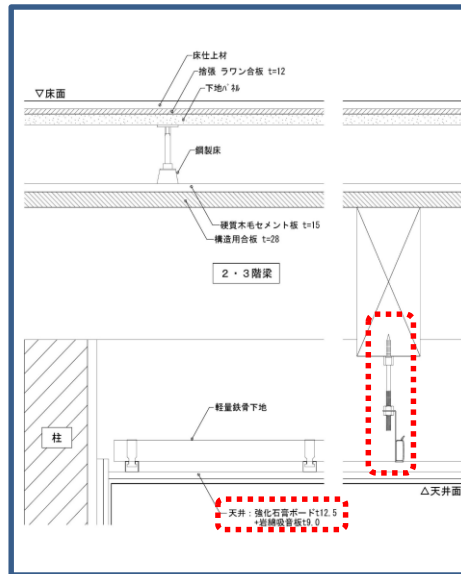 床仕上材
捨張 ラワン合板 t=12
▽床面
下地パネル
鋼製床
硬質木毛セメント板 t=15
構造用合板 t=28
2・3階梁
軽量鉄骨下地
柱
△天井面
天井：強化石膏ボードt12.5
+岩綿吸音板t9.0